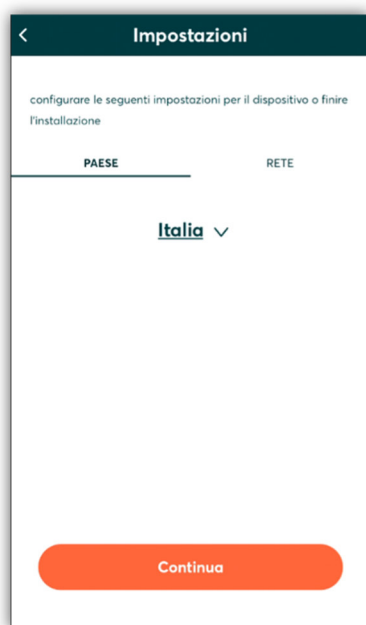 Impostazioni
configurare le seguenti impostazioni per il dispositivo o finire
l'installazione
PAESE RETE
Italia
Continua